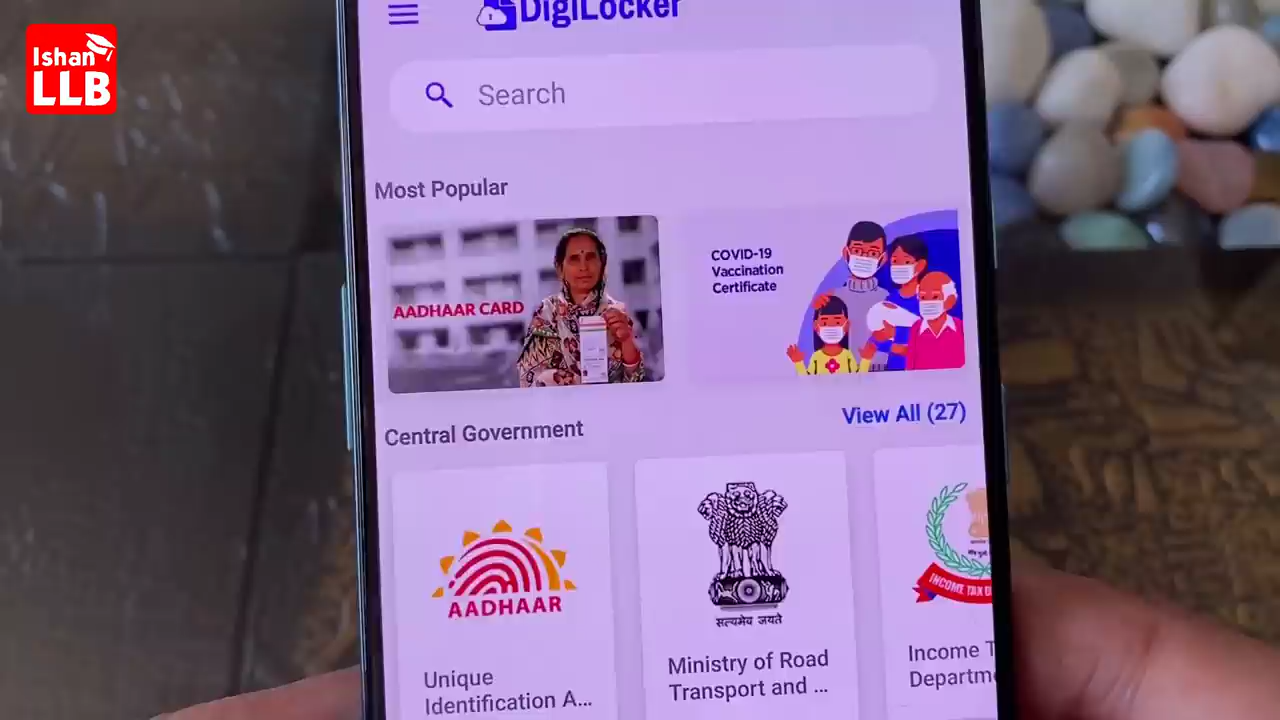 Ishan
LLB
DigiLocker
Search
Most Popular
AADHAAR CARD
COVID-19
Vaccination
Certificate
Central Government
View All (27)
AADHAAR
सत्यमेव जयते
INCOME TAX
Unique
Identification A...
Ministry of Road
Transport and ...
Income T
Departme